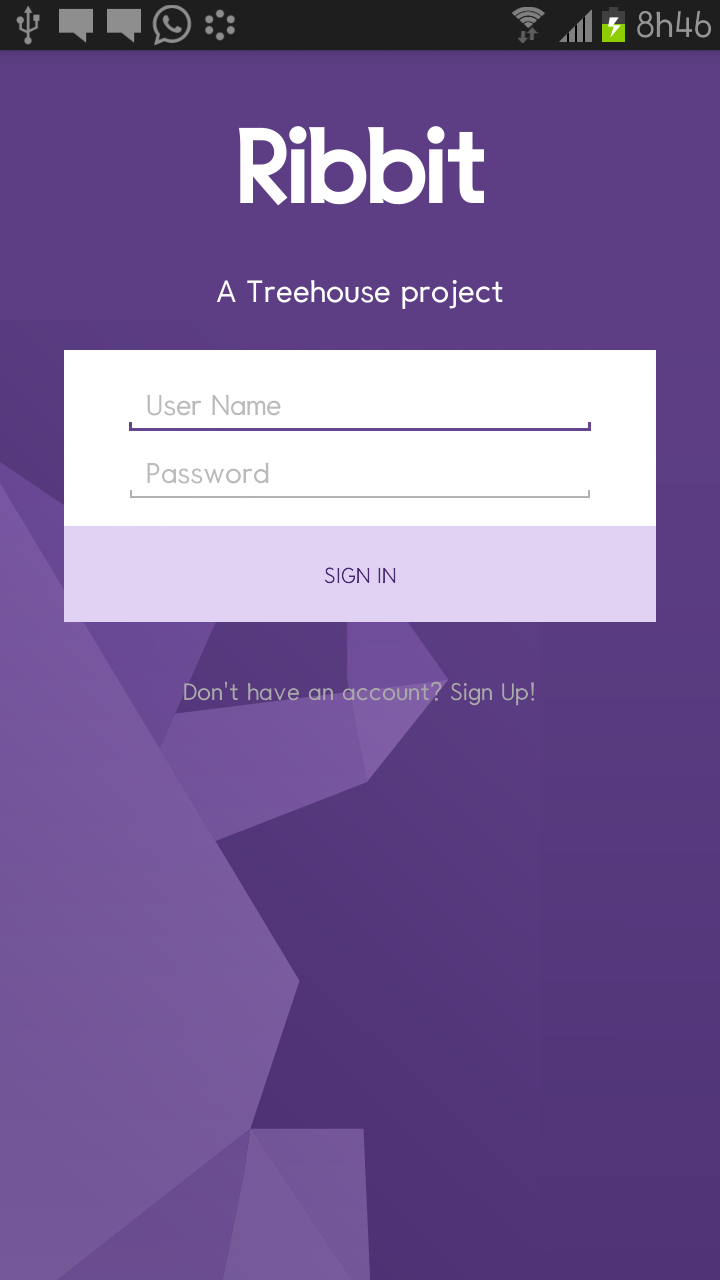 8h46
Ribbit
A Treehouse project
User Name
Password
SIGN IN
Don't have an account? Sign Up!